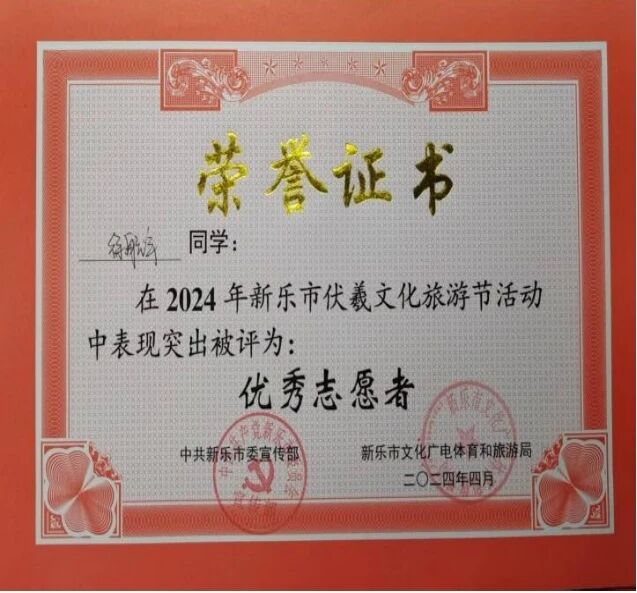 荣誉证书
同学：
在2024年新乐市伏羲文化旅游节活动
中表现突出被评为：
优秀志愿者
中共新乐市委宣传部
新乐市文化广电体育和旅游局
二〇二四年四月
宣传部